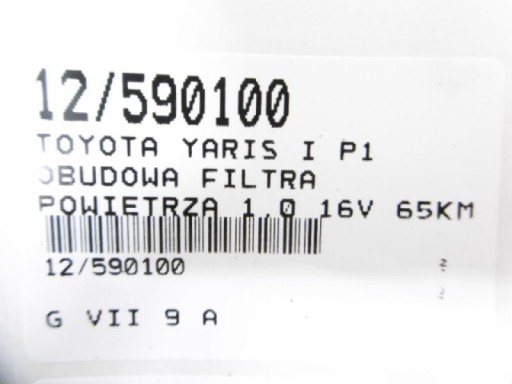 12/590100
TOYOTA YARIS I P1
OBUDOWA FILTRA
POWIETRZA 1,0 16V 65KM
12/590100
G VII 9 A